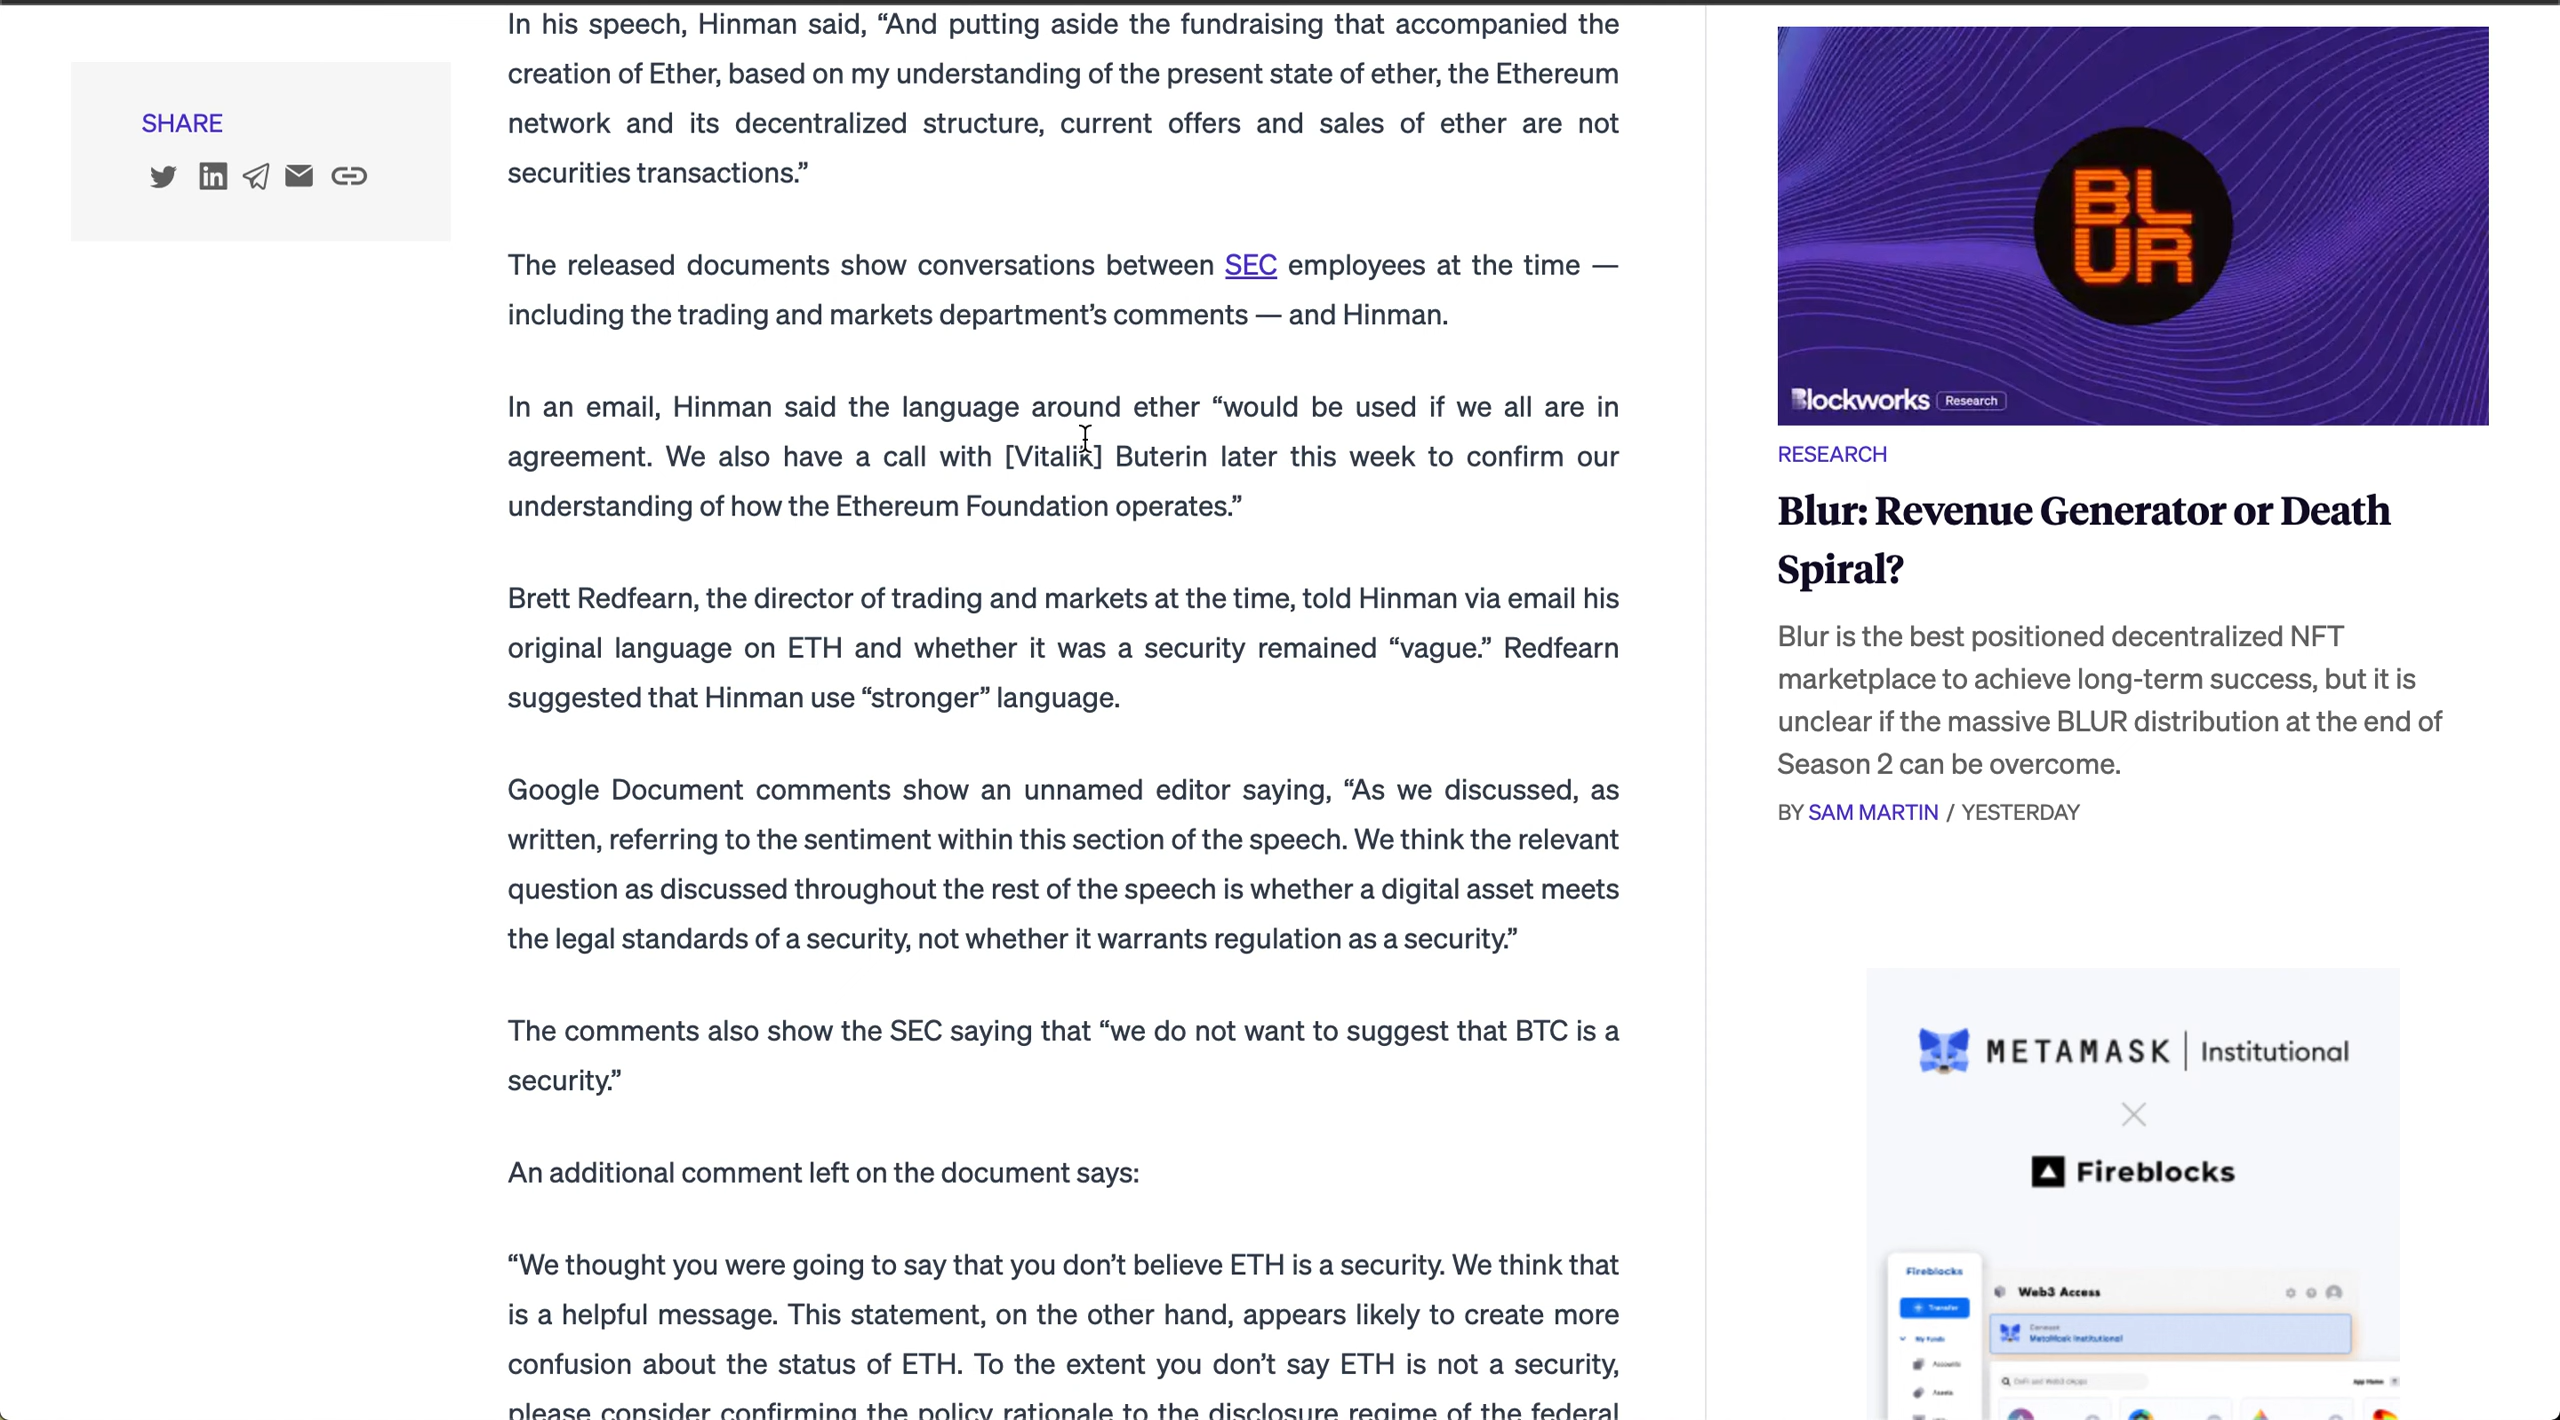 In his speech, Hinman said, “And putting aside the fundraising that accompanied the
creation of Ether, based on my understanding of the present state of ether, the Ethereum
network and its decentralized structure, current offers and sales of ether are not
securities transactions.”
SHARE
The released documents show conversations between SEC employees at the time —
including the trading and markets department’s comments — and Hinman.
In an email, Hinman said the language around ether “would be used if we all are in
agreement. We also have a call with [Vitalik] Buterin later this week to confirm our
understanding of how the Ethereum Foundation operates.”
Brett Redfearn, the director of trading and markets at the time, told Hinman via email his
original language on ETH and whether it was a security remained “vague.” Redfearn
suggested that Hinman use “stronger” language.
Google Document comments show an unnamed editor saying, “As we discussed, as
written, referring to the sentiment within this section of the speech. We think the relevant
question as discussed throughout the rest of the speech is whether a digital asset meets
the legal standards of a security, not whether it warrants regulation as a security.”
The comments also show the SEC saying that “we do not want to suggest that BTC is a
security.”
An additional comment left on the document says:
“We thought you were going to say that you don’t believe ETH is a security. We think that
is a helpful message. This statement, on the other hand, appears likely to create more
confusion about the status of ETH. To the extent you don’t say ETH is not a security,
please consider confirming the policy rationale to the disclosure regime of the federal
BL
UR
Blockworks Research
RESEARCH
Blur: Revenue Generator or Death
Spiral?
Blur is the best positioned decentralized NFT
marketplace to achieve long-term success, but it is
unclear if the massive BLUR distribution at the end of
Season 2 can be overcome.
BY SAM MARTIN / YESTERDAY
METAMASK | Institutional
Fireblocks
Fireblocks
Transfer
My Funds
Accounts
Assets
Web3 Access
Connect
MetaMask Institutional